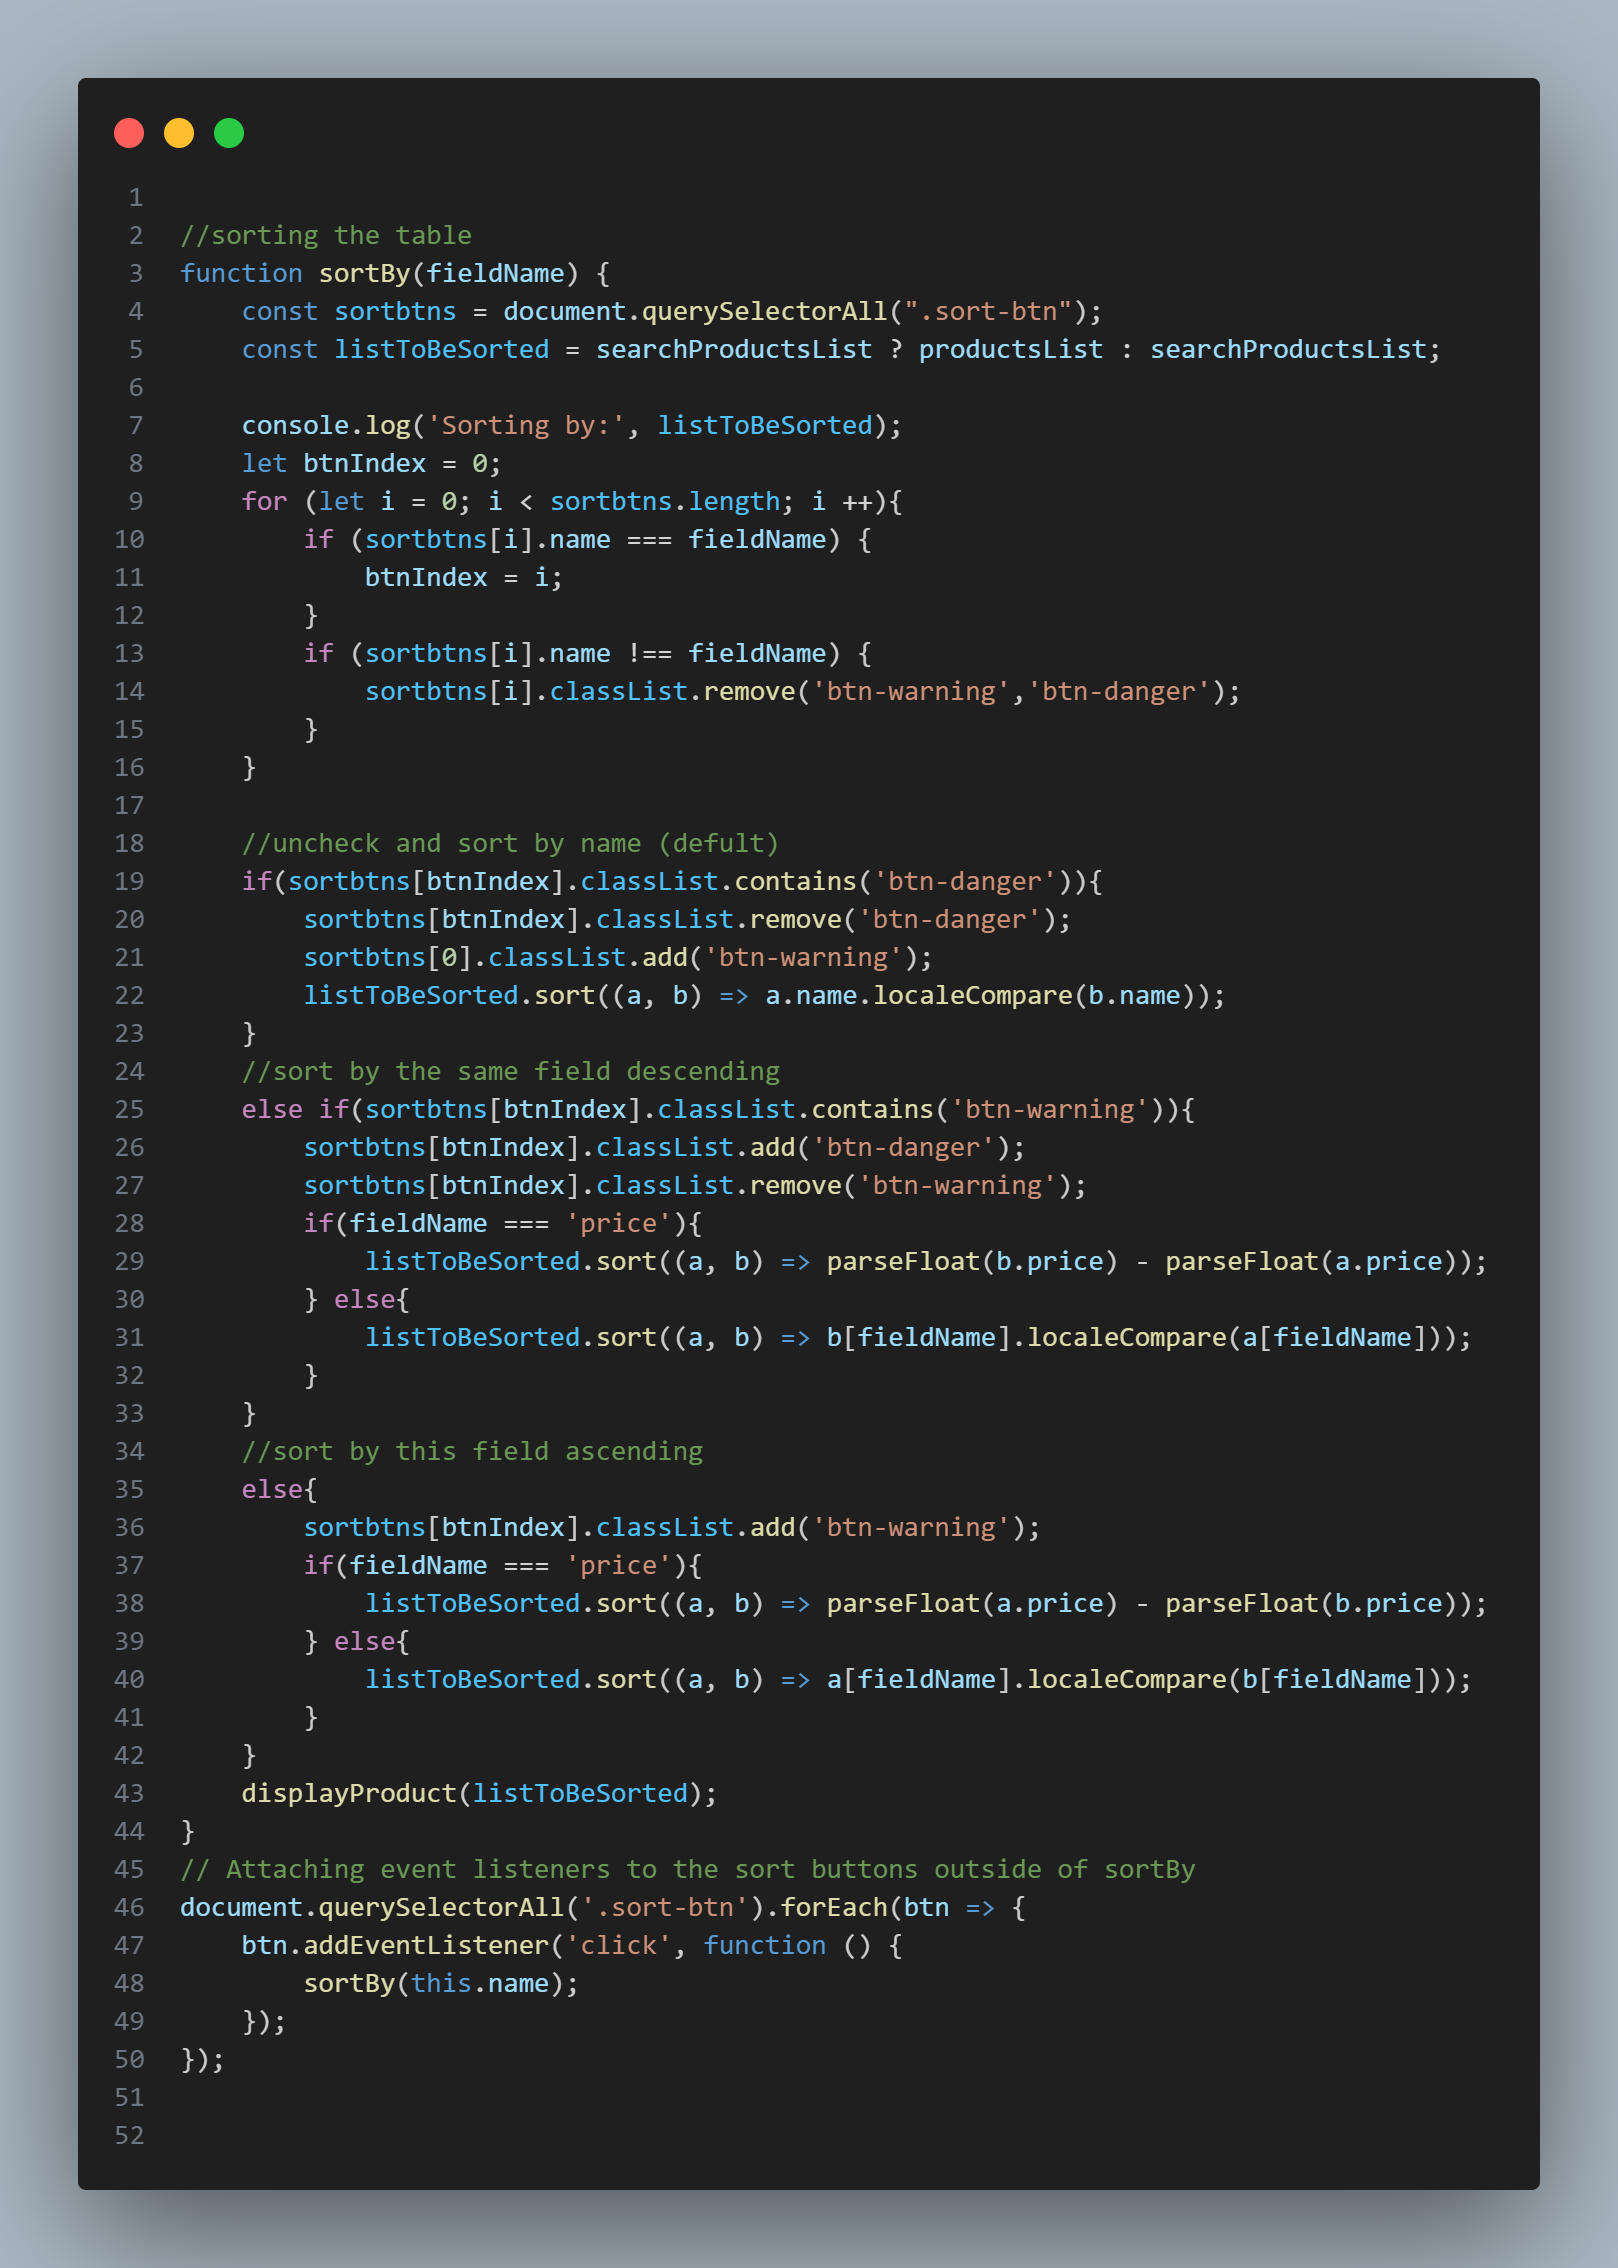 1
2 //sorting the table
3 function sortBy(fieldName) {
4     const sortbtns = document.querySelectorAll(".sort-btn");
5     const listToBeSorted = searchProductsList ? productsList : searchProductsList;
6
7     console.log('Sorting by:', listToBeSorted);
8     let btnIndex = 0;
9     for (let i = 0; i < sortbtns.length; i ++){
10         if (sortbtns[i].name === fieldName) {
11             btnIndex = i;
12         }
13         if (sortbtns[i].name !== fieldName) {
14             sortbtns[i].classList.remove('btn-warning','btn-danger');
15         }
16     }
17
18     //uncheck and sort by name (defult)
19     if(sortbtns[btnIndex].classList.contains('btn-danger')){
20         sortbtns[btnIndex].classList.remove('btn-danger');
21         sortbtns[0].classList.add('btn-warning');
22         listToBeSorted.sort((a, b) => a.name.localeCompare(b.name));
23     }
24     //sort by the same field descending
25     else if(sortbtns[btnIndex].classList.contains('btn-warning')){
26         sortbtns[btnIndex].classList.add('btn-danger');
27         sortbtns[btnIndex].classList.remove('btn-warning');
28         if(fieldName === 'price'){
29             listToBeSorted.sort((a, b) => parseFloat(b.price) - parseFloat(a.price));
30         } else{
31             listToBeSorted.sort((a, b) => b[fieldName].localeCompare(a[fieldName]));
32         }
33     }
34     //sort by this field ascending
35     else{
36         sortbtns[btnIndex].classList.add('btn-warning');
37         if(fieldName === 'price'){
38             listToBeSorted.sort((a, b) => parseFloat(a.price) - parseFloat(b.price));
39         } else{
40             listToBeSorted.sort((a, b) => a[fieldName].localeCompare(b[fieldName]));
41         }
42     }
43     displayProduct(listToBeSorted);
44 }
45 // Attaching event listeners to the sort buttons outside of sortBy
46 document.querySelectorAll('.sort-btn').forEach(btn => {
47     btn.addEventListener('click', function () {
48         sortBy(this.name);
49     });
50 });
51
52